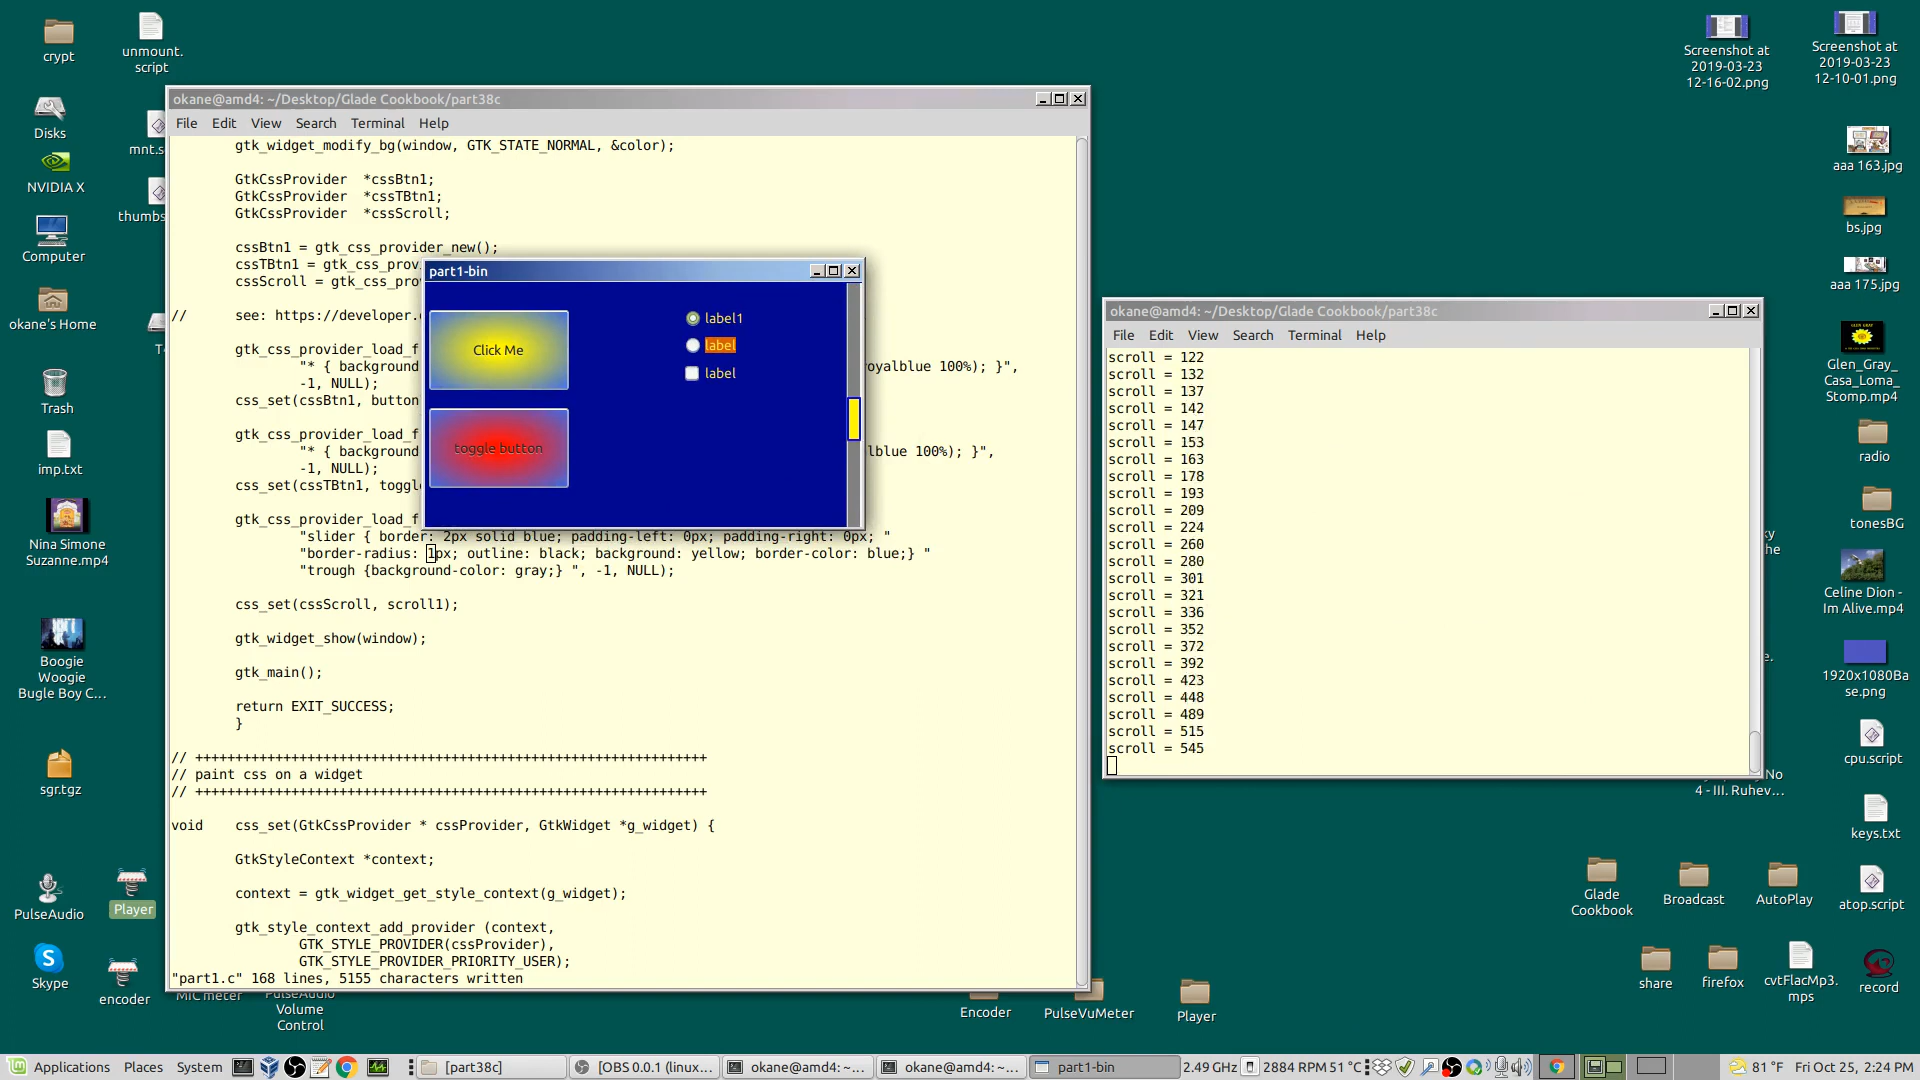 crypt
unmount.
script
Disks
mnt.s
NVIDIA X
thumbs
Computer
okane's Home
Trash
imp.txt
Nina Simone
Suzanne.mp4
Boogie
Woogie
Bugle Boy C...
sgr.tgz
PulseAudio
Player
Skype
encoder
MIC meter
PulseAudio
Volume
Control
okane@amd4: ~/Desktop/Glade Cookbook/part38c
File Edit View Search Terminal Help
gtk_widget_modify_bg(window, GTK_STATE_NORMAL, &color);
GtkCssProvider  *cssBtn1;
GtkCssProvider  *cssTBtn1;
GtkCssProvider  *cssScroll;
cssBtn1 = gtk_css_provider_new();
cssTBtn1 = gtk_css_prov
cssScroll = gtk_css_pro
//      see: https://developer.
gtk_css_provider_load_f
"* { background oyalblue 100%); }",
-1, NULL);
css_set(cssBtn1, button
gtk_css_provider_load_f
"* { background lblue 100%); }",
-1, NULL);
css_set(cssTBtn1, toggl
gtk_css_provider_load_f
"slider { border: 2px solid blue; padding-left: 0px; padding-right: 0px; "
"border-radius: 1px; outline: black; background: yellow; border-color: blue;} "
"trough {background-color: gray;} ", -1, NULL);
css_set(cssScroll, scroll1);
gtk_widget_show(window);
gtk_main();
return EXIT_SUCCESS;
}
// ++++++++++++++++++++++++++++++++++++++++++++++++++++++++++++++++
// paint css on a widget
// ++++++++++++++++++++++++++++++++++++++++++++++++++++++++++++++++
void    css_set(GtkCssProvider * cssProvider, GtkWidget *g_widget) {
GtkStyleContext *context;
context = gtk_widget_get_style_context(g_widget);
gtk_style_context_add_provider (context,
GTK_STYLE_PROVIDER(cssProvider),
GTK_STYLE_PROVIDER_PRIORITY_USER);
"part1.c" 168 lines, 5155 characters written
part1-bin
Click Me
toggle button
label1
label
label
okane@amd4: ~/Desktop/Glade Cookbook/part38c
File Edit View Search Terminal Help
scroll = 122
scroll = 132
scroll = 137
scroll = 142
scroll = 147
scroll = 153
scroll = 163
scroll = 178
scroll = 193
scroll = 209
scroll = 224
scroll = 260
scroll = 280
scroll = 301
scroll = 321
scroll = 336
scroll = 352
scroll = 372
scroll = 392
scroll = 423
scroll = 448
scroll = 489
scroll = 515
scroll = 545
Screenshot at
2019-03-23
12-16-02.png
Screenshot at
2019-03-23
12-10-01.png
aaa 163.jpg
bs.jpg
aaa 175.jpg
Glen_Gray_
Casa_Loma_
Stomp.mp4
radio
tonesBG
Celine Dion -
Im Alive.mp4
1920x1080Ba
se.png
cpu.script
4 - III. Ruhev...
keys.txt
Glade
Cookbook
Broadcast
AutoPlay
atop.script
share
firefox
cvtFlacMp3.
mps
record
Encoder
PulseVuMeter
Player
Applications Places System
[part38c]
[OBS 0.0.1 (linux...
okane@amd4: ~...
okane@amd4: ~...
part1-bin
2.49 GHz
2884 RPM 51 °C
81 °F
Fri Oct 25, 2:24 PM